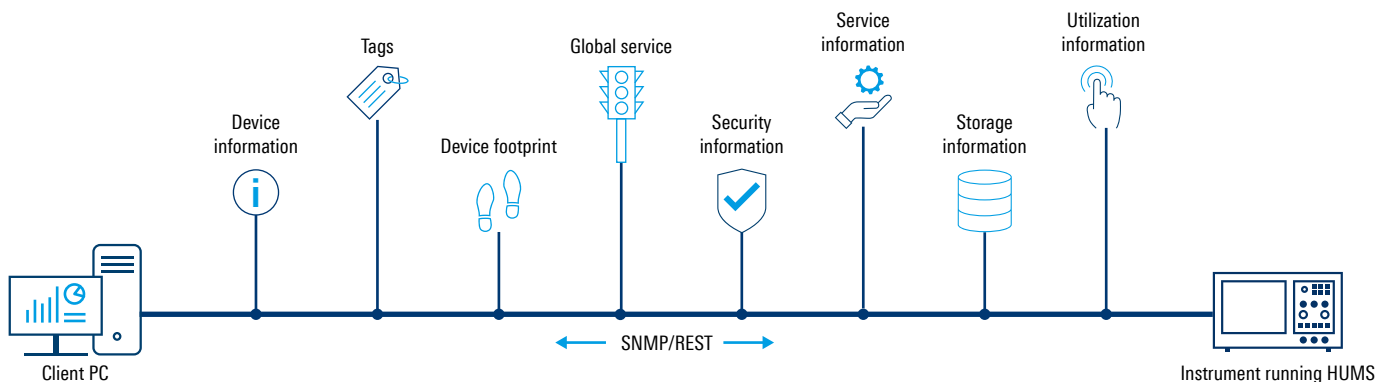 Device
information
Tags
Device footprint
Global service
Security
information
Service
information
Storage
information
Utilization
information
i
SNMP/REST
Client PC
Instrument running HUMS